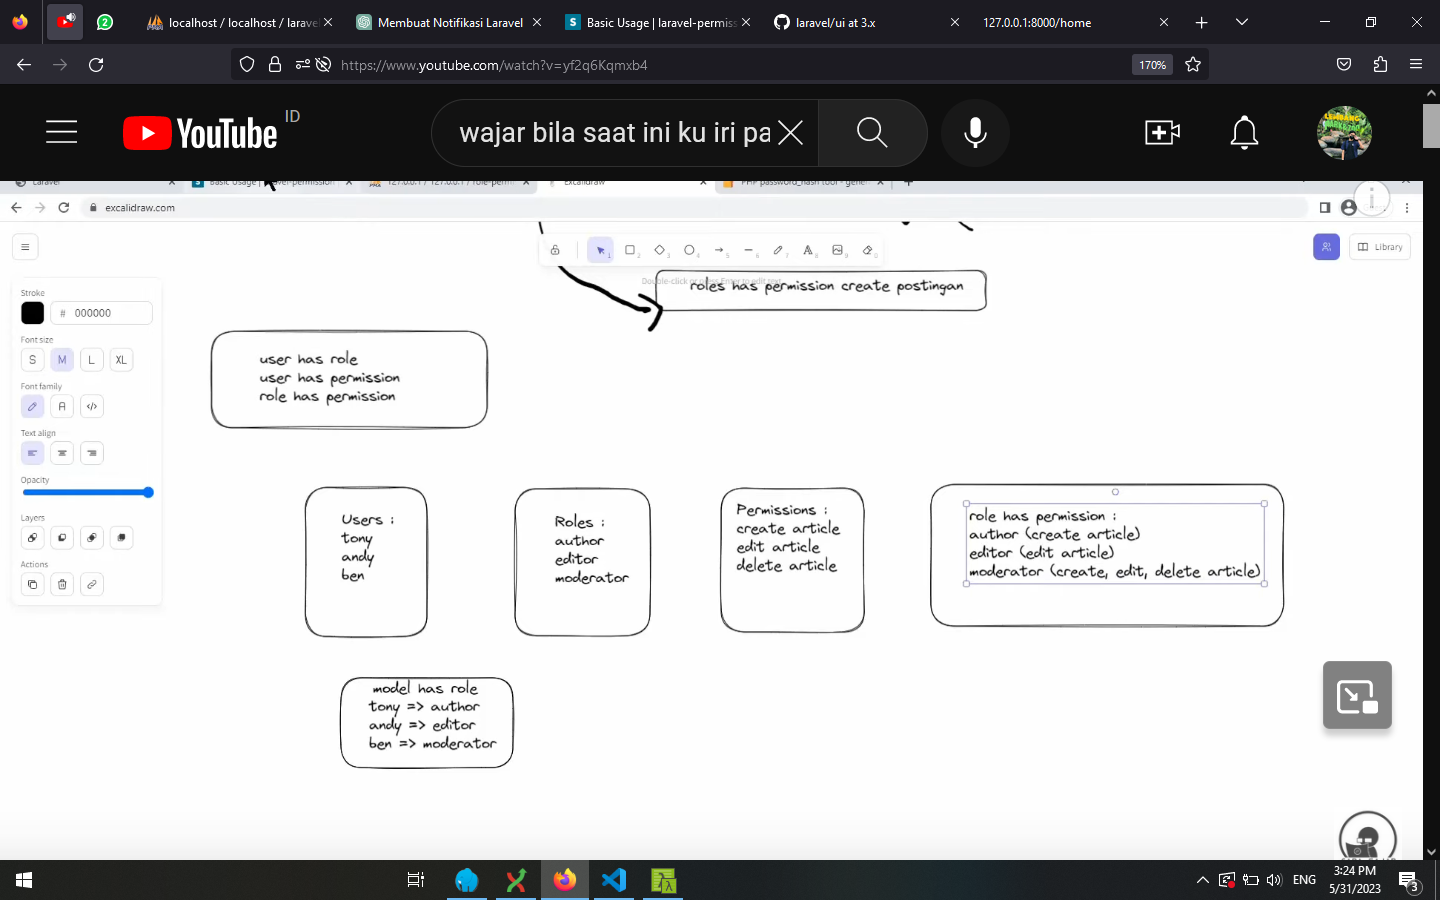 localhost / localhost / larave
Membuat Notifikasi Laravel
S Basic Usage | laravel-permiss
laravel/ui at 3.x
127.0.0.1:8000/home
https://www.youtube.com/watch?v=yf2q6Kqmxb4
170%
YouTube ID
wajar bila saat ini ku iri pa
Laravel
Basic Usage | laravel-permission
127.0.0.1 / 127.0.0.1 / role-perm
Excalidraw
PHP password_hash tool - gener
excalidraw.com
Library
Double-click or press Enter to edit text
roles has permission create postingan
Stroke
# 000000
Font size
S M L XL
Font family
A </>
Text align
Opacity
Layers
Actions
user has role
user has permission
role has permission
Users :
tony
andy
ben
Roles :
author
editor
moderator
Permissions :
create article
edit article
delete article
role has permission :
author (create article)
editor (edit article)
moderator (create, edit, delete article)
model has role
tony => author
andy => editor
ben => moderator
ENG
3:24 PM
5/31/2023
3